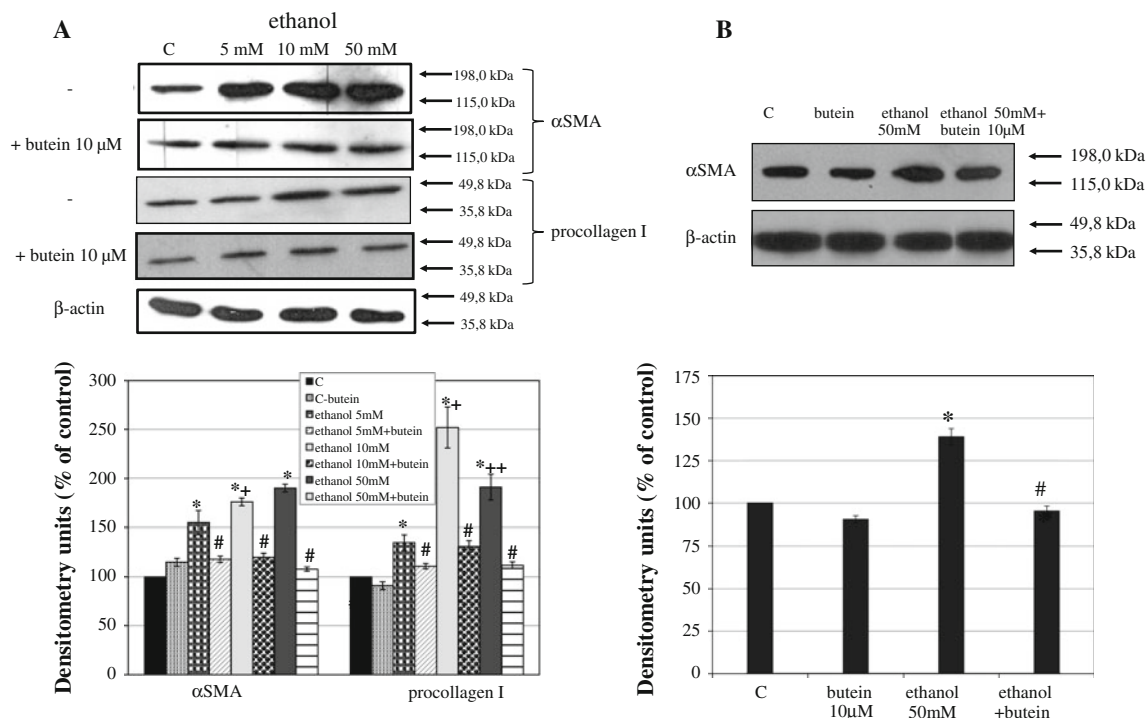 A
ethanol
C 5 mM 10 mM 50 mM
-
198,0 kDa
115,0 kDa
αSMA
+ butein 10 μM
198,0 kDa
115,0 kDa
-
49,8 kDa
35,8 kDa
procollagen I
+ butein 10 μM
49,8 kDa
35,8 kDa
β-actin
49,8 kDa
35,8 kDa
Densitometry units (% of control)
300
250
200
150
100
50
0
C
C-butein
ethanol 5mM
ethanol 5mM+butein
ethanol 10mM
ethanol 10mM+butein
ethanol 50mM
ethanol 50mM+butein
* # *+ # * #
* # *+ # *++ #
αSMA procollagen I
B
C butein ethanol 50mM ethanol 50mM+ butein 10μM
αSMA
198,0 kDa
115,0 kDa
β-actin
49,8 kDa
35,8 kDa
Densitometry units (% of control)
175
150
125
100
75
50
25
0
*
#
C butein ethanol ethanol
10μM 50mM +butein